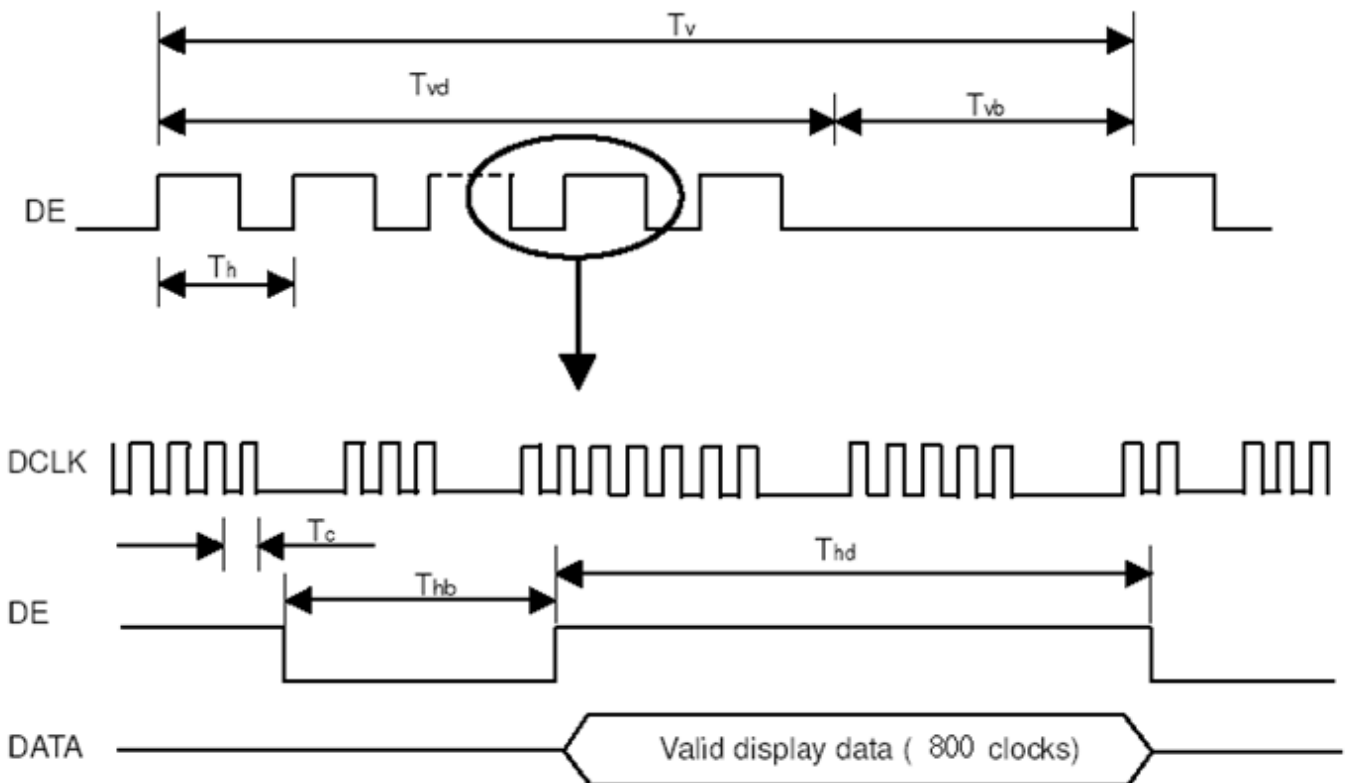 Tv
Tvd
Tvb
DE
Th
DCLK
Tc
Thd
Thb
DE
DATA
Valid display data ( 800 clocks)